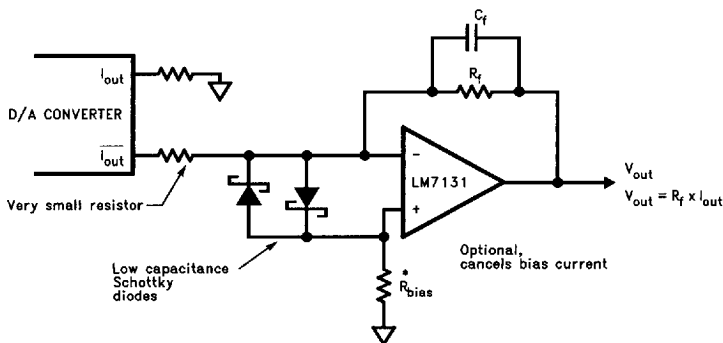 C_f
R_f
I_out
D/A CONVERTER
I̅_out
Very small resistor
−
LM7131
+
V_out
V_out = R_f x I_out
Optional,
cancels bias current
Low capacitance
Schottky
diodes
*
R_bias